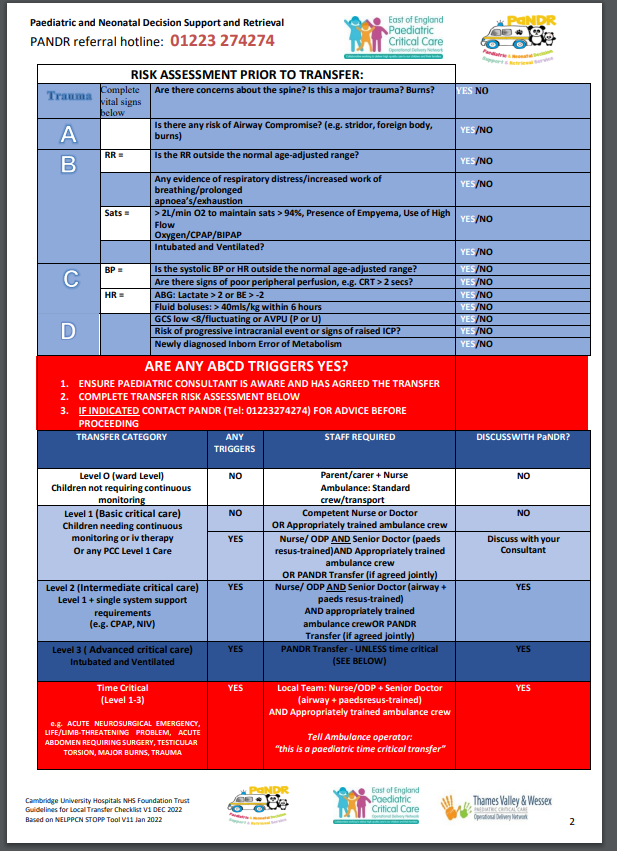 Paediatric and Neonatal Decision Support and Retrieval
PANDR referral hotline: 01223 274274
East of England
Paediatric
Critical Care
Operational Delivery Network
PaNDR
Paediatric & Neonatal Decision
Support & Retrieval Service
RISK ASSESSMENT PRIOR TO TRANSFER:
Trauma
Complete
vital signs
below
Are there concerns about the spine? Is this a major trauma? Burns?
YES NO
A
Is there any risk of Airway Compromise? (e.g. stridor, foreign body,
burns)
YES/NO
B
RR =
Is the RR outside the normal age-adjusted range?
YES/NO
Any evidence of respiratory distress/increased work of
breathing/prolonged
apnoea's/exhaustion
YES/NO
Sats =
> 2L/min O2 to maintain sats > 94%, Presence of Empyema, Use of High
Flow
Oxygen/CPAP/BIPAP
YES/NO
Intubated and Ventilated?
YES/NO
C
BP =
Is the systolic BP or HR outside the normal age-adjusted range?
YES/NO
Are there signs of poor peripheral perfusion, e.g. CRT > 2 secs?
YES/NO
HR =
ABG: Lactate > 2 or BE > -2
YES/NO
Fluid boluses: > 40mls/kg within 6 hours
YES/NO
D
GCS low <8/fluctuating or AVPU (P or U)
YES/NO
Risk of progressive intracranial event or signs of raised ICP?
YES/NO
Newly diagnosed Inborn Error of Metabolism
YES/NO
ARE ANY ABCD TRIGGERS YES?
1. ENSURE PAEDIATRIC CONSULTANT IS AWARE AND HAS AGREED THE TRANSFER
2. COMPLETE TRANSFER RISK ASSESSMENT BELOW
3. IF INDICATED CONTACT PANDR (Tel: 01223274274) FOR ADVICE BEFORE
PROCEEDING
TRANSFER CATEGORY
ANY
TRIGGERS
STAFF REQUIRED
DISCUSSWITH PaNDR?
Level O (ward Level)
Children not requiring continuous
monitoring
NO
Parent/carer + Nurse
Ambulance: Standard
crew/transport
NO
Level 1 (Basic critical care)
Children needing continuous
monitoring or iv therapy
Or any PCC Level 1 Care
NO
Competent Nurse or Doctor
OR Appropriately trained ambulance crew
NO
YES
Nurse/ ODP AND Senior Doctor (paeds
resus-trained)AND Appropriately trained
ambulance crew
OR PANDR Transfer (if agreed jointly)
Discuss with your
Consultant
Level 2 (Intermediate critical care)
Level 1 + single system support
requirements
(e.g. CPAP, NIV)
YES
Nurse/ ODP AND Senior Doctor (airway +
paeds resus-trained)
AND appropriately trained
ambulance crewOR PANDR
Transfer (if agreed jointly)
YES
Level 3 ( Advanced critical care)
Intubated and Ventilated
YES
PANDR Transfer - UNLESS time critical
(SEE BELOW)
YES
Time Critical
(Level 1-3)
e.g. ACUTE NEUROSURGICAL EMERGENCY,
LIFE/LIMB-THREATENING PROBLEM, ACUTE
ABDOMEN REQUIRING SURGERY, TESTICULAR
TORSION, MAJOR BURNS, TRAUMA
YES
Local Team: Nurse/ODP + Senior Doctor
(airway + paedsresus-trained)
AND Appropriately trained ambulance crew
Tell Ambulance operator:
"this is a paediatric time critical transfer"
YES
Cambridge University Hospitals NHS Foundation Trust
Guidelines for Local Transfer Checklist V1 DEC 2022
Based on NELPPCN STOPP Tool V11 Jan 2022
PaNDR
Paediatric & Neonatal Decision
Support & Retrieval Service
East of England
Paediatric
Critical Care
Operational Delivery Network
Thames Valley & Wessex
PAEDIATRIC CRITICAL CARE
Operational Delivery Network
2